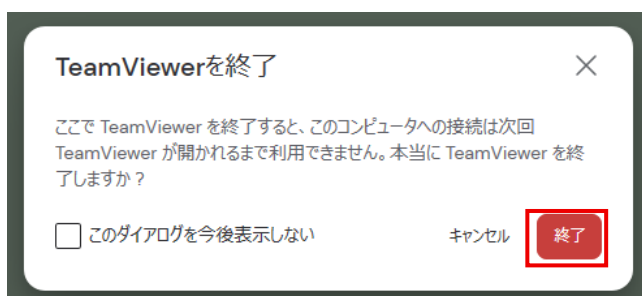 TeamViewerを終了
ここで TeamViewer を終了すると、このコンピュータへの接続は次回
TeamViewer が開かれるまで利用できません。本当に TeamViewer を終
了しますか？
このダイアログを今後表示しない
キャンセル
終了